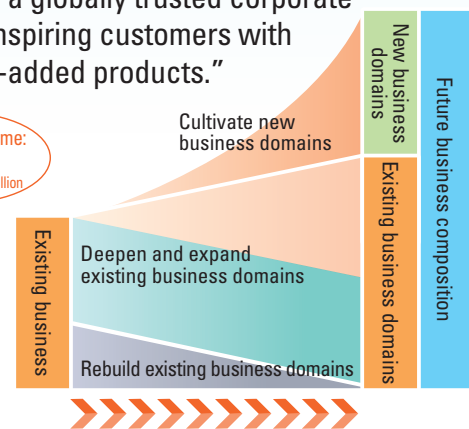 a globally trusted corporate
nspiring customers with
-added products.”
me:
llion
Cultivate new
business domains
Deepen and expand
existing business domains
Rebuild existing business domains
Existing business
New business
domains
Existing business domains
Future business composition